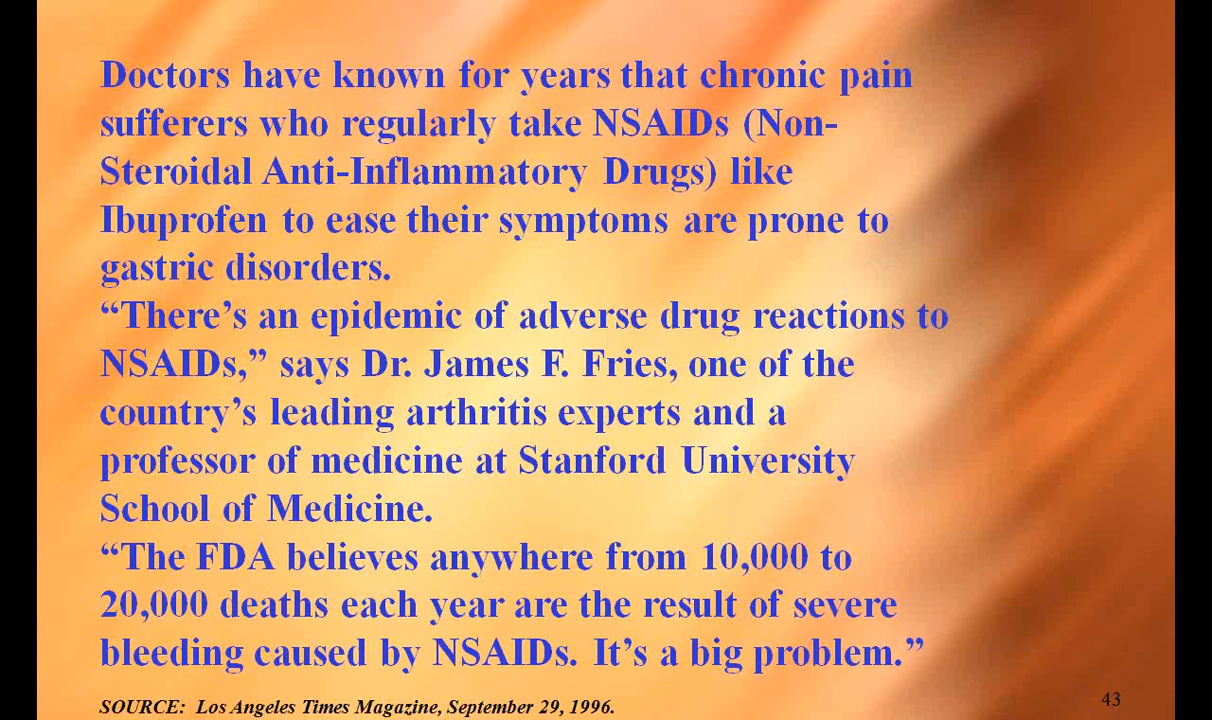 Doctors have known for years that chronic pain
sufferers who regularly take NSAIDs (Non-
Steroidal Anti-Inflammatory Drugs) like
Ibuprofen to ease their symptoms are prone to
gastric disorders.
“There’s an epidemic of adverse drug reactions to
NSAIDs,” says Dr. James F. Fries, one of the
country’s leading arthritis experts and a
professor of medicine at Stanford University
School of Medicine.
“The FDA believes anywhere from 10,000 to
20,000 deaths each year are the result of severe
bleeding caused by NSAIDs. It’s a big problem.”
SOURCE: Los Angeles Times Magazine, September 29, 1996.
43